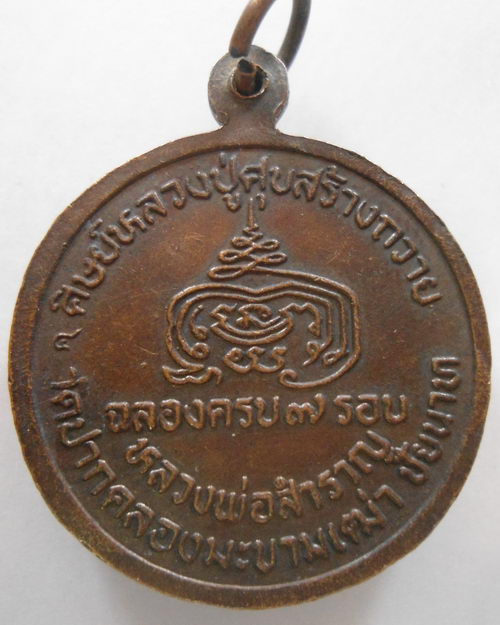 ศิษย์หลวงปู่ศุขสร้างถวาย
ฉลองครบ ๗ รอบ
หลวงพ่อสำราญ
วัดปากคลองมะขามเฒ่า ชัยนาท